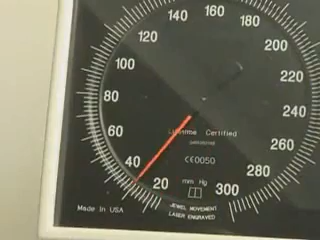 160
140
180
120
200
100
220
80
240
60
Lifetime Certified
260
CE0050
40
280
20
mm Hg
300
Made In USA
JEWEL MOVEMENT
LASER ENGRAVED